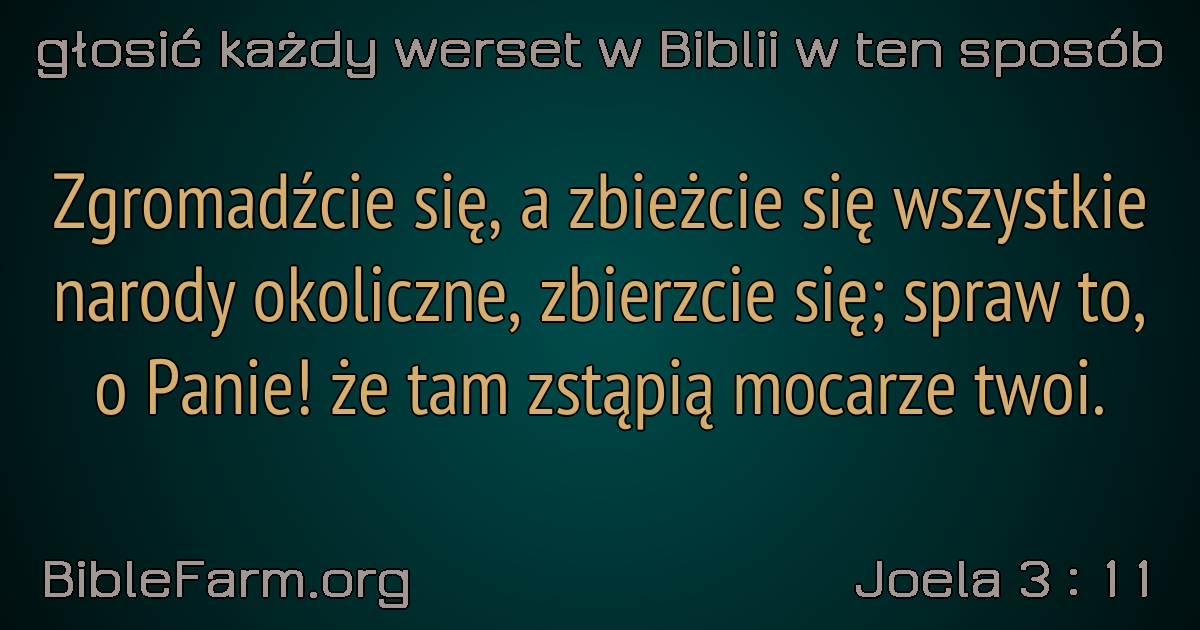 głosić każdy werset w Biblii w ten sposób
Zgromadźcie się, a zbieżcie się wszystkie
narody okoliczne, zbierzcie się; spraw to,
o Panie! że tam zstąpią mocarze twoi.
BibleFarm.org
Joela 3 : 11